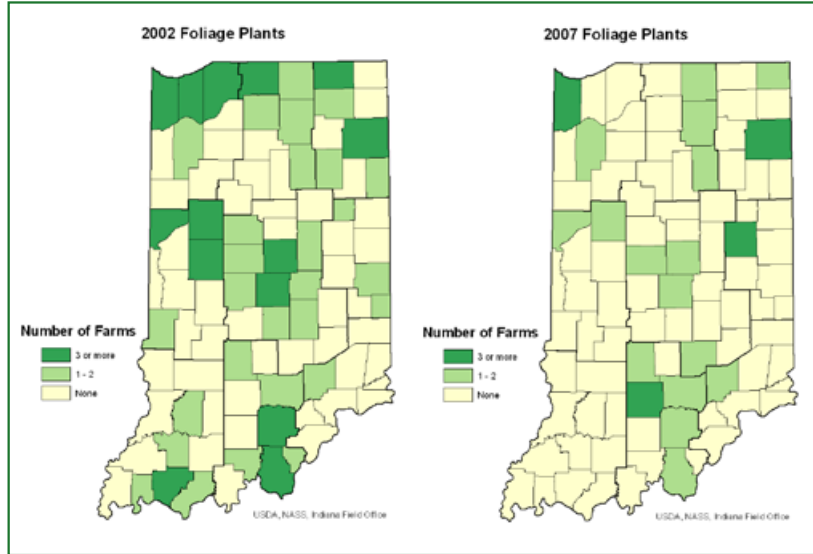 2002 Foliage Plants
2007 Foliage Plants
Number of Farms
3 or more
1 - 2
None
USDA, NASS, Indiana Field Office
Number of Farms
3 or more
1 - 2
None
USDA, NASS, Indiana Field Office